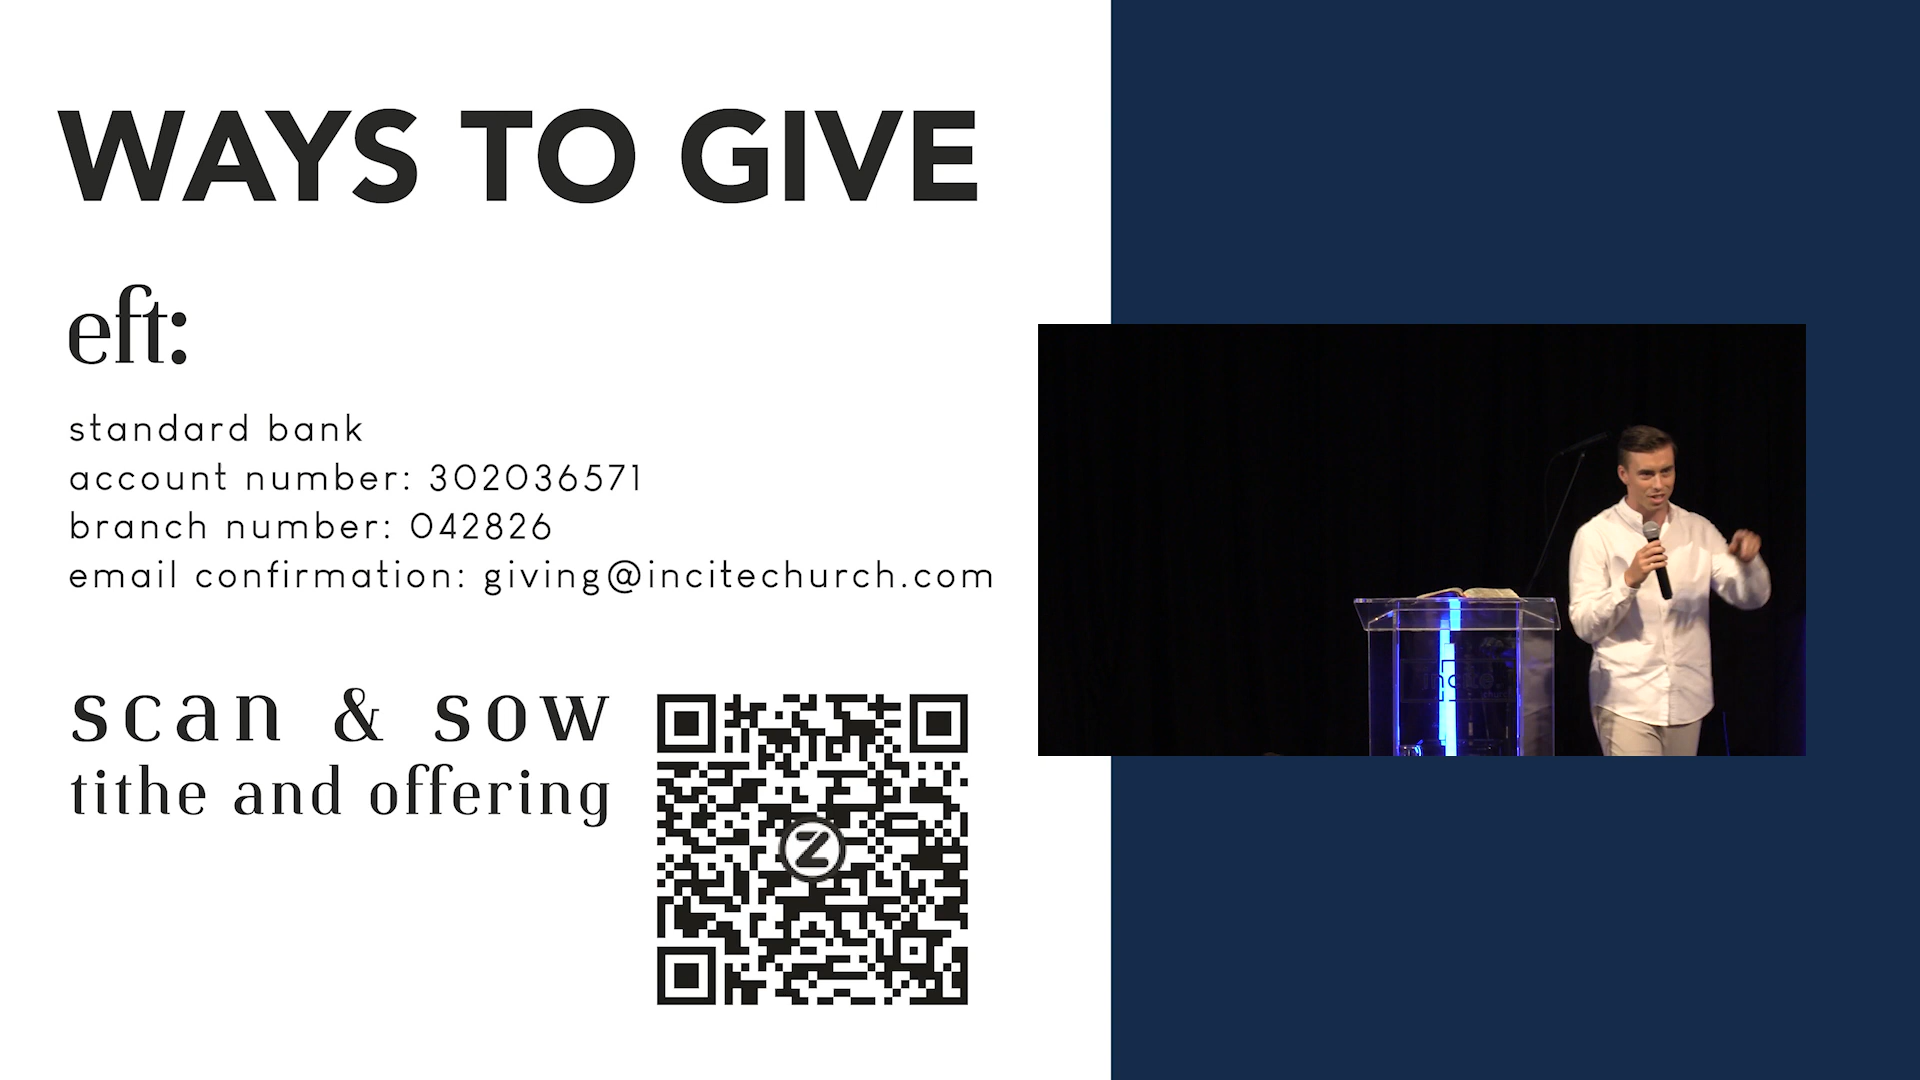 WAYS TO GIVE
eft:
standard bank
account number: 302036571
branch number: 042826
email confirmation: giving@incitechurch.com
scan & sow
tithe and offering